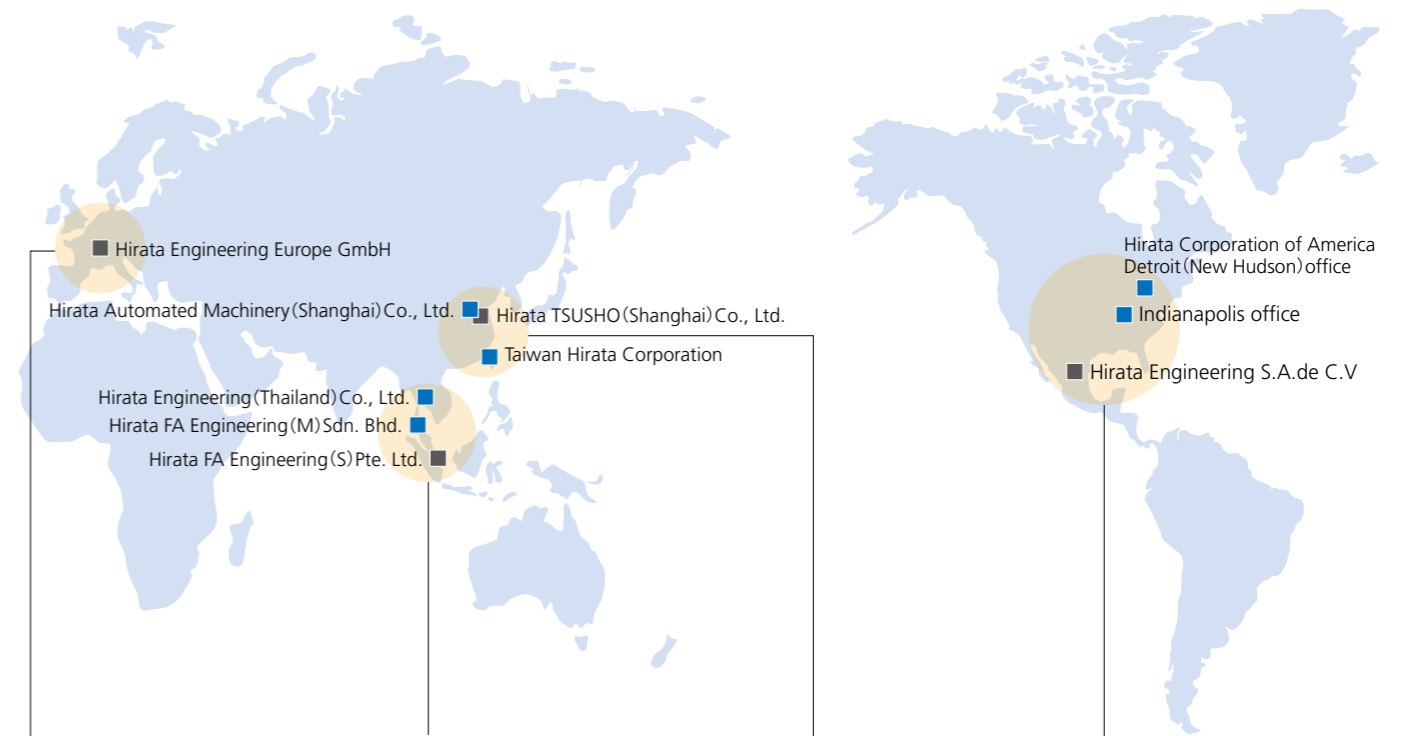 Hirata Corporation of America
Detroit(New Hudson)office
Hirata Engineering Europe GmbH
Hirata Automated Machinery(Shanghai)Co., Ltd.
Hirata TSUSHO(Shanghai)Co., Ltd.
Indianapolis office
Taiwan Hirata Corporation
Hirata Engineering S.A.de C.V
Hirata Engineering(Thailand)Co., Ltd.
Hirata FA Engineering(M)Sdn. Bhd.
Hirata FA Engineering(S)Pte. Ltd.